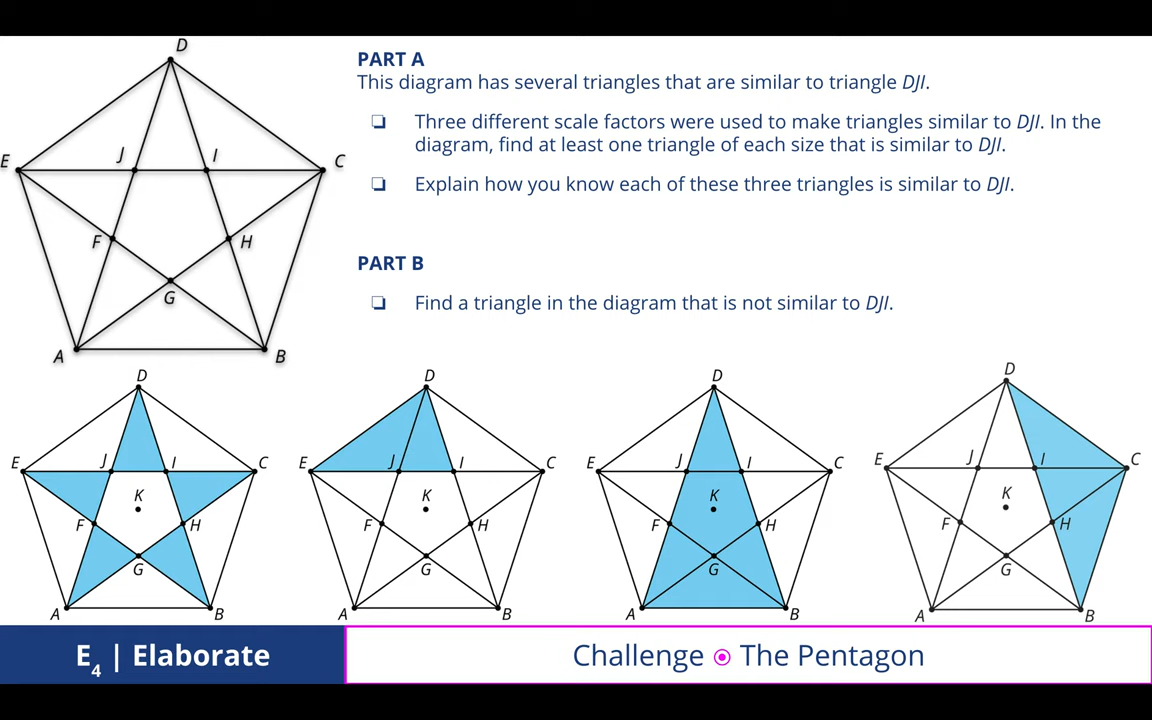 D
E
J
I
C
F
H
G
A
B
PART A
This diagram has several triangles that are similar to triangle DJI.
❏ Three different scale factors were used to make triangles similar to DJI. In the
diagram, find at least one triangle of each size that is similar to DJI.
❏ Explain how you know each of these three triangles is similar to DJI.
PART B
❏ Find a triangle in the diagram that is not similar to DJI.
D
E
J
I
C
K
F
H
G
A
B
D
E
J
I
C
K
F
H
G
A
B
D
E
J
I
C
K
F
H
G
A
B
D
E
J
I
C
K
F
H
G
A
B
E4 | Elaborate
Challenge ⦿ The Pentagon